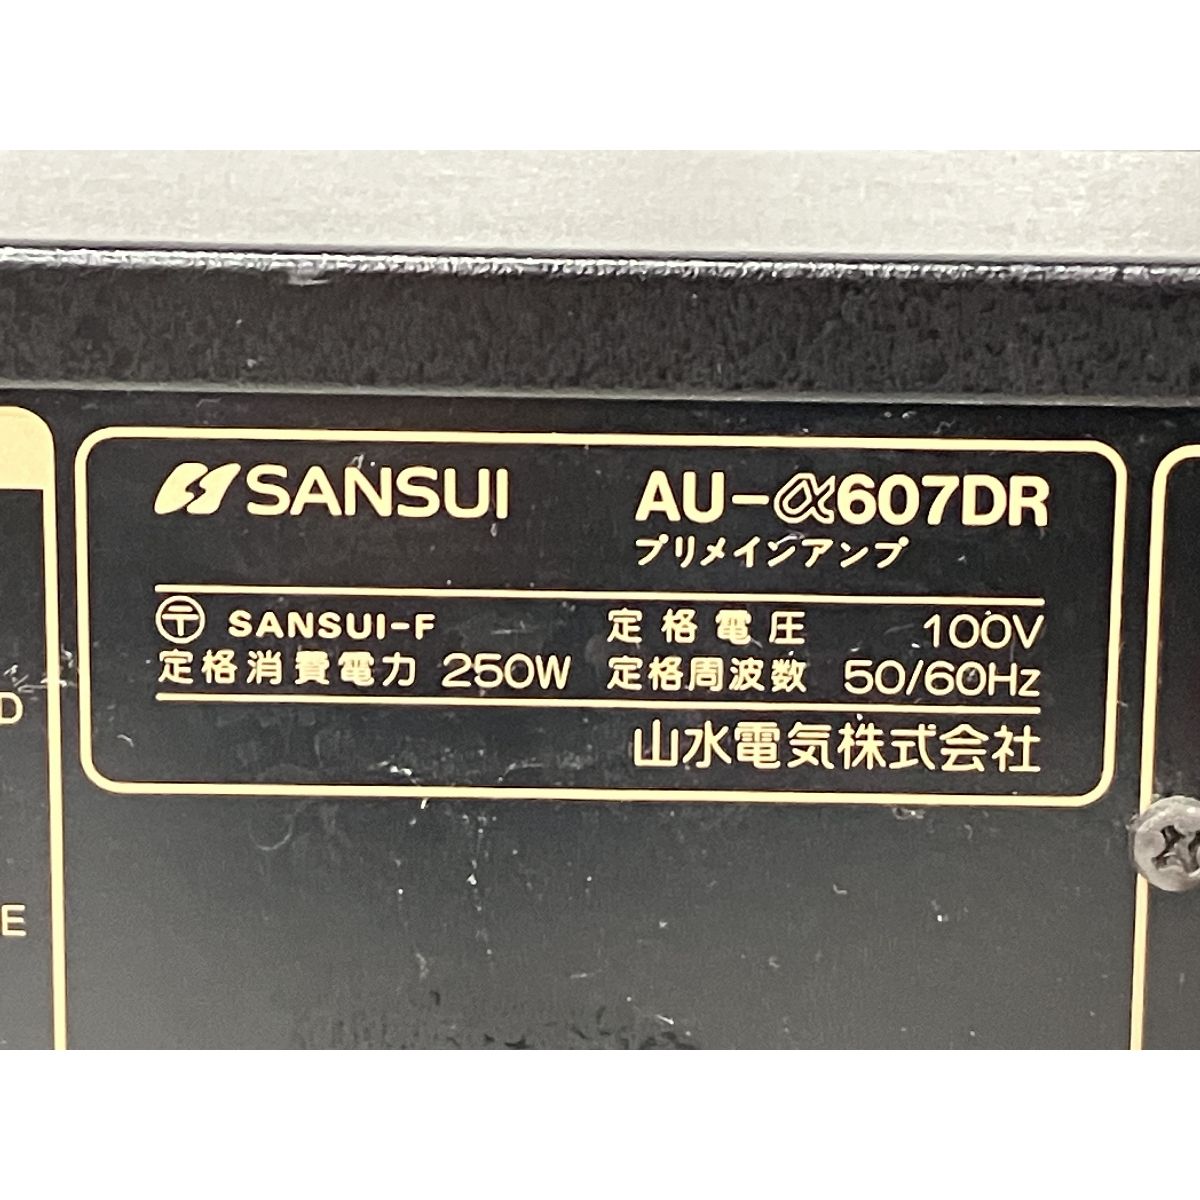 SANSUI AU-α607DR
プリメインアンプ
〒 SANSUI-F 定格電圧 100V
定格消費電力 250W 定格周波数 50/60Hz
山水電気株式会社
D
E